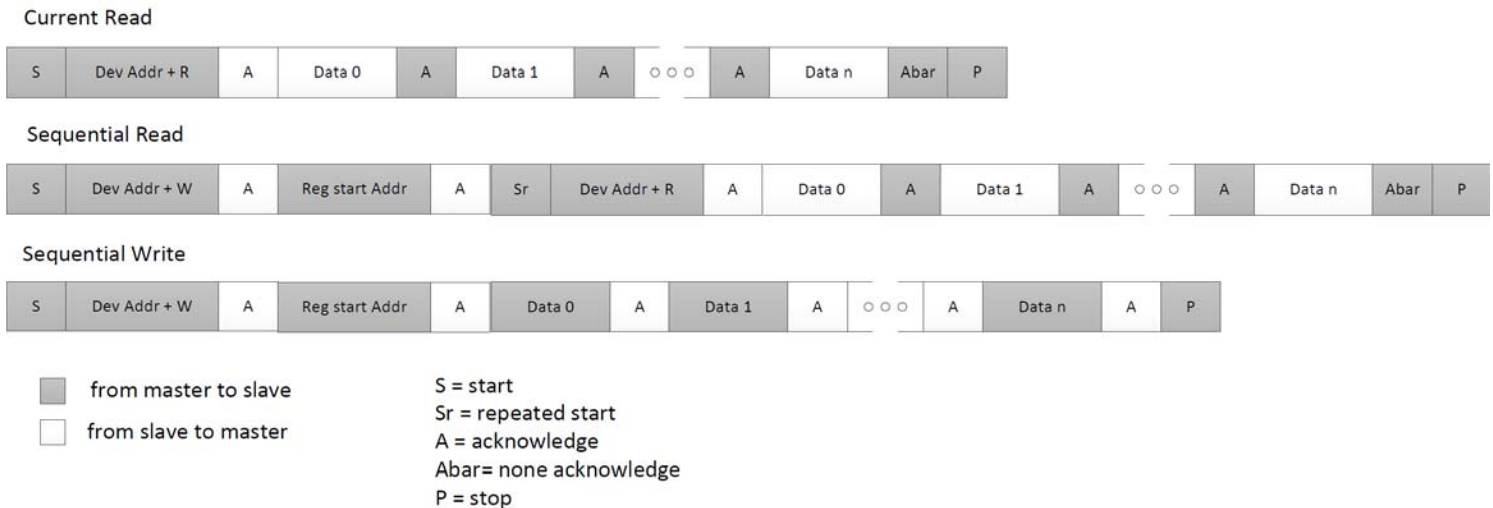 Current Read
S Dev Addr + R A Data 0 A Data 1 A A Data n Abar P
Sequential Read
S Dev Addr + W A Reg start Addr A Sr Dev Addr + R A Data 0 A Data 1 A A Data n Abar P
Sequential Write
S Dev Addr + W A Reg start Addr A Data 0 A Data 1 A A Data n A P
from master to slave
from slave to master
S = start
Sr = repeated start
A = acknowledge
Abar= none acknowledge
P = stop